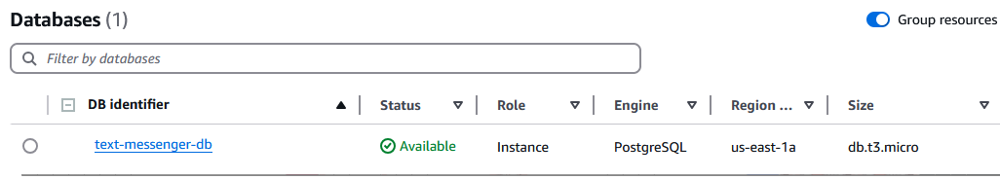 Databases (1)
Group resources
Filter by databases
DB identifier Status Role Engine Region ... Size
text-messenger-db Available Instance PostgreSQL us-east-1a db.t3.micro